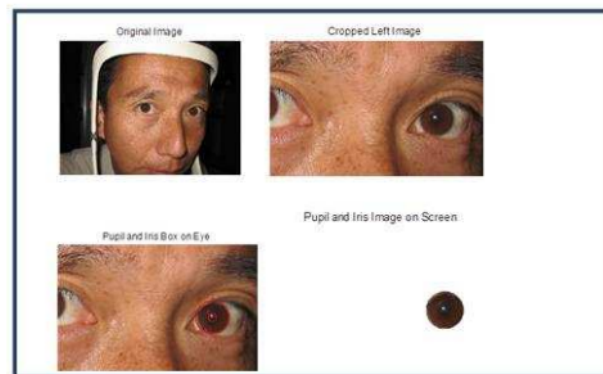 Original Image
Cropped Left Image
Pupil and Iris Box on Eye
Pupil and Iris Image on Screen